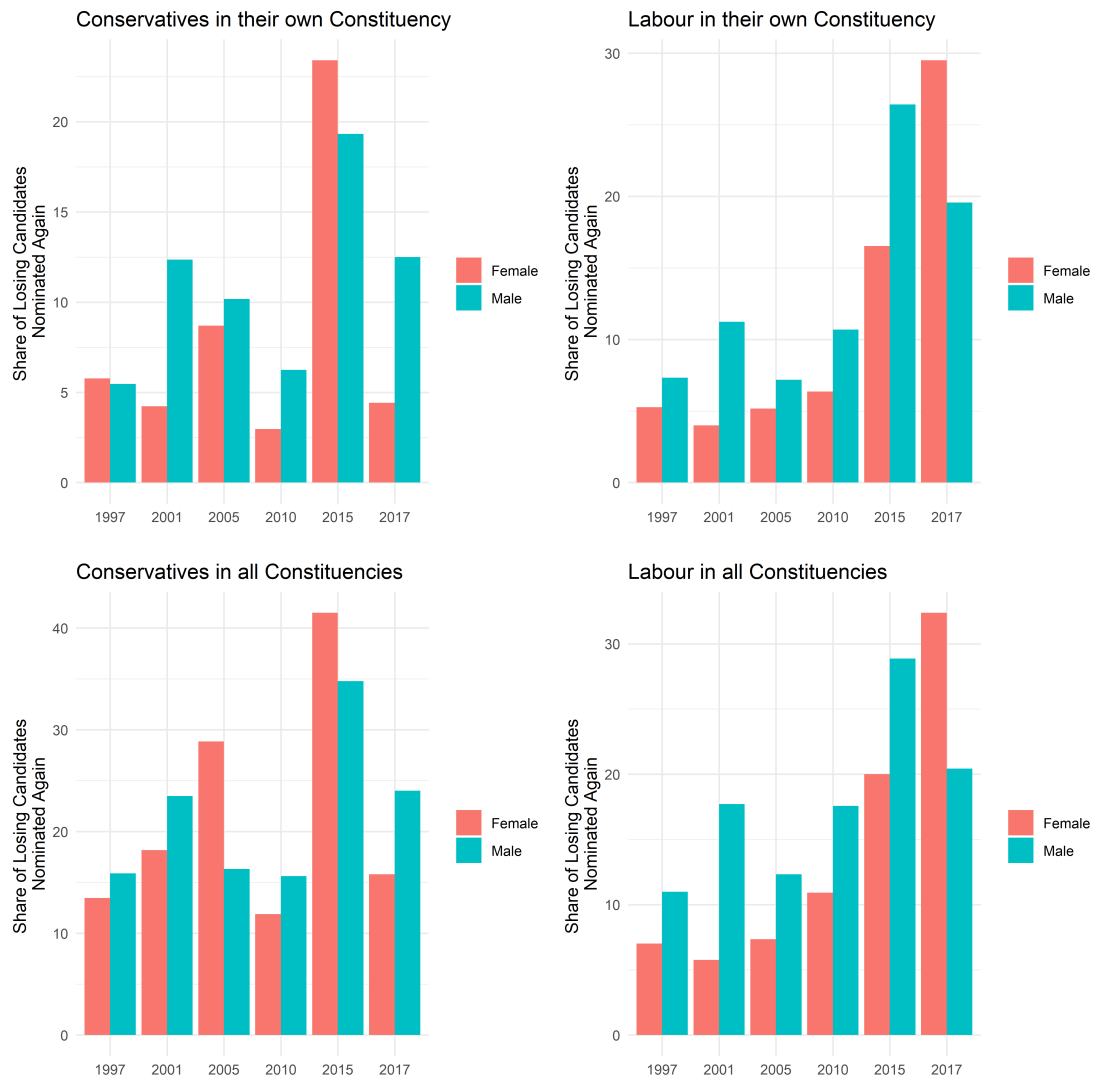 Conservatives in their own Constituency
Share of Losing Candidates
Nominated Again
20
15
10
5
0
1997 2001 2005 2010 2015 2017
Female
Male
Labour in their own Constituency
Share of Losing Candidates
Nominated Again
30
20
10
0
1997 2001 2005 2010 2015 2017
Female
Male
Conservatives in all Constituencies
Share of Losing Candidates
Nominated Again
40
30
20
10
0
1997 2001 2005 2010 2015 2017
Female
Male
Labour in all Constituencies
Share of Losing Candidates
Nominated Again
30
20
10
0
1997 2001 2005 2010 2015 2017
Female
Male